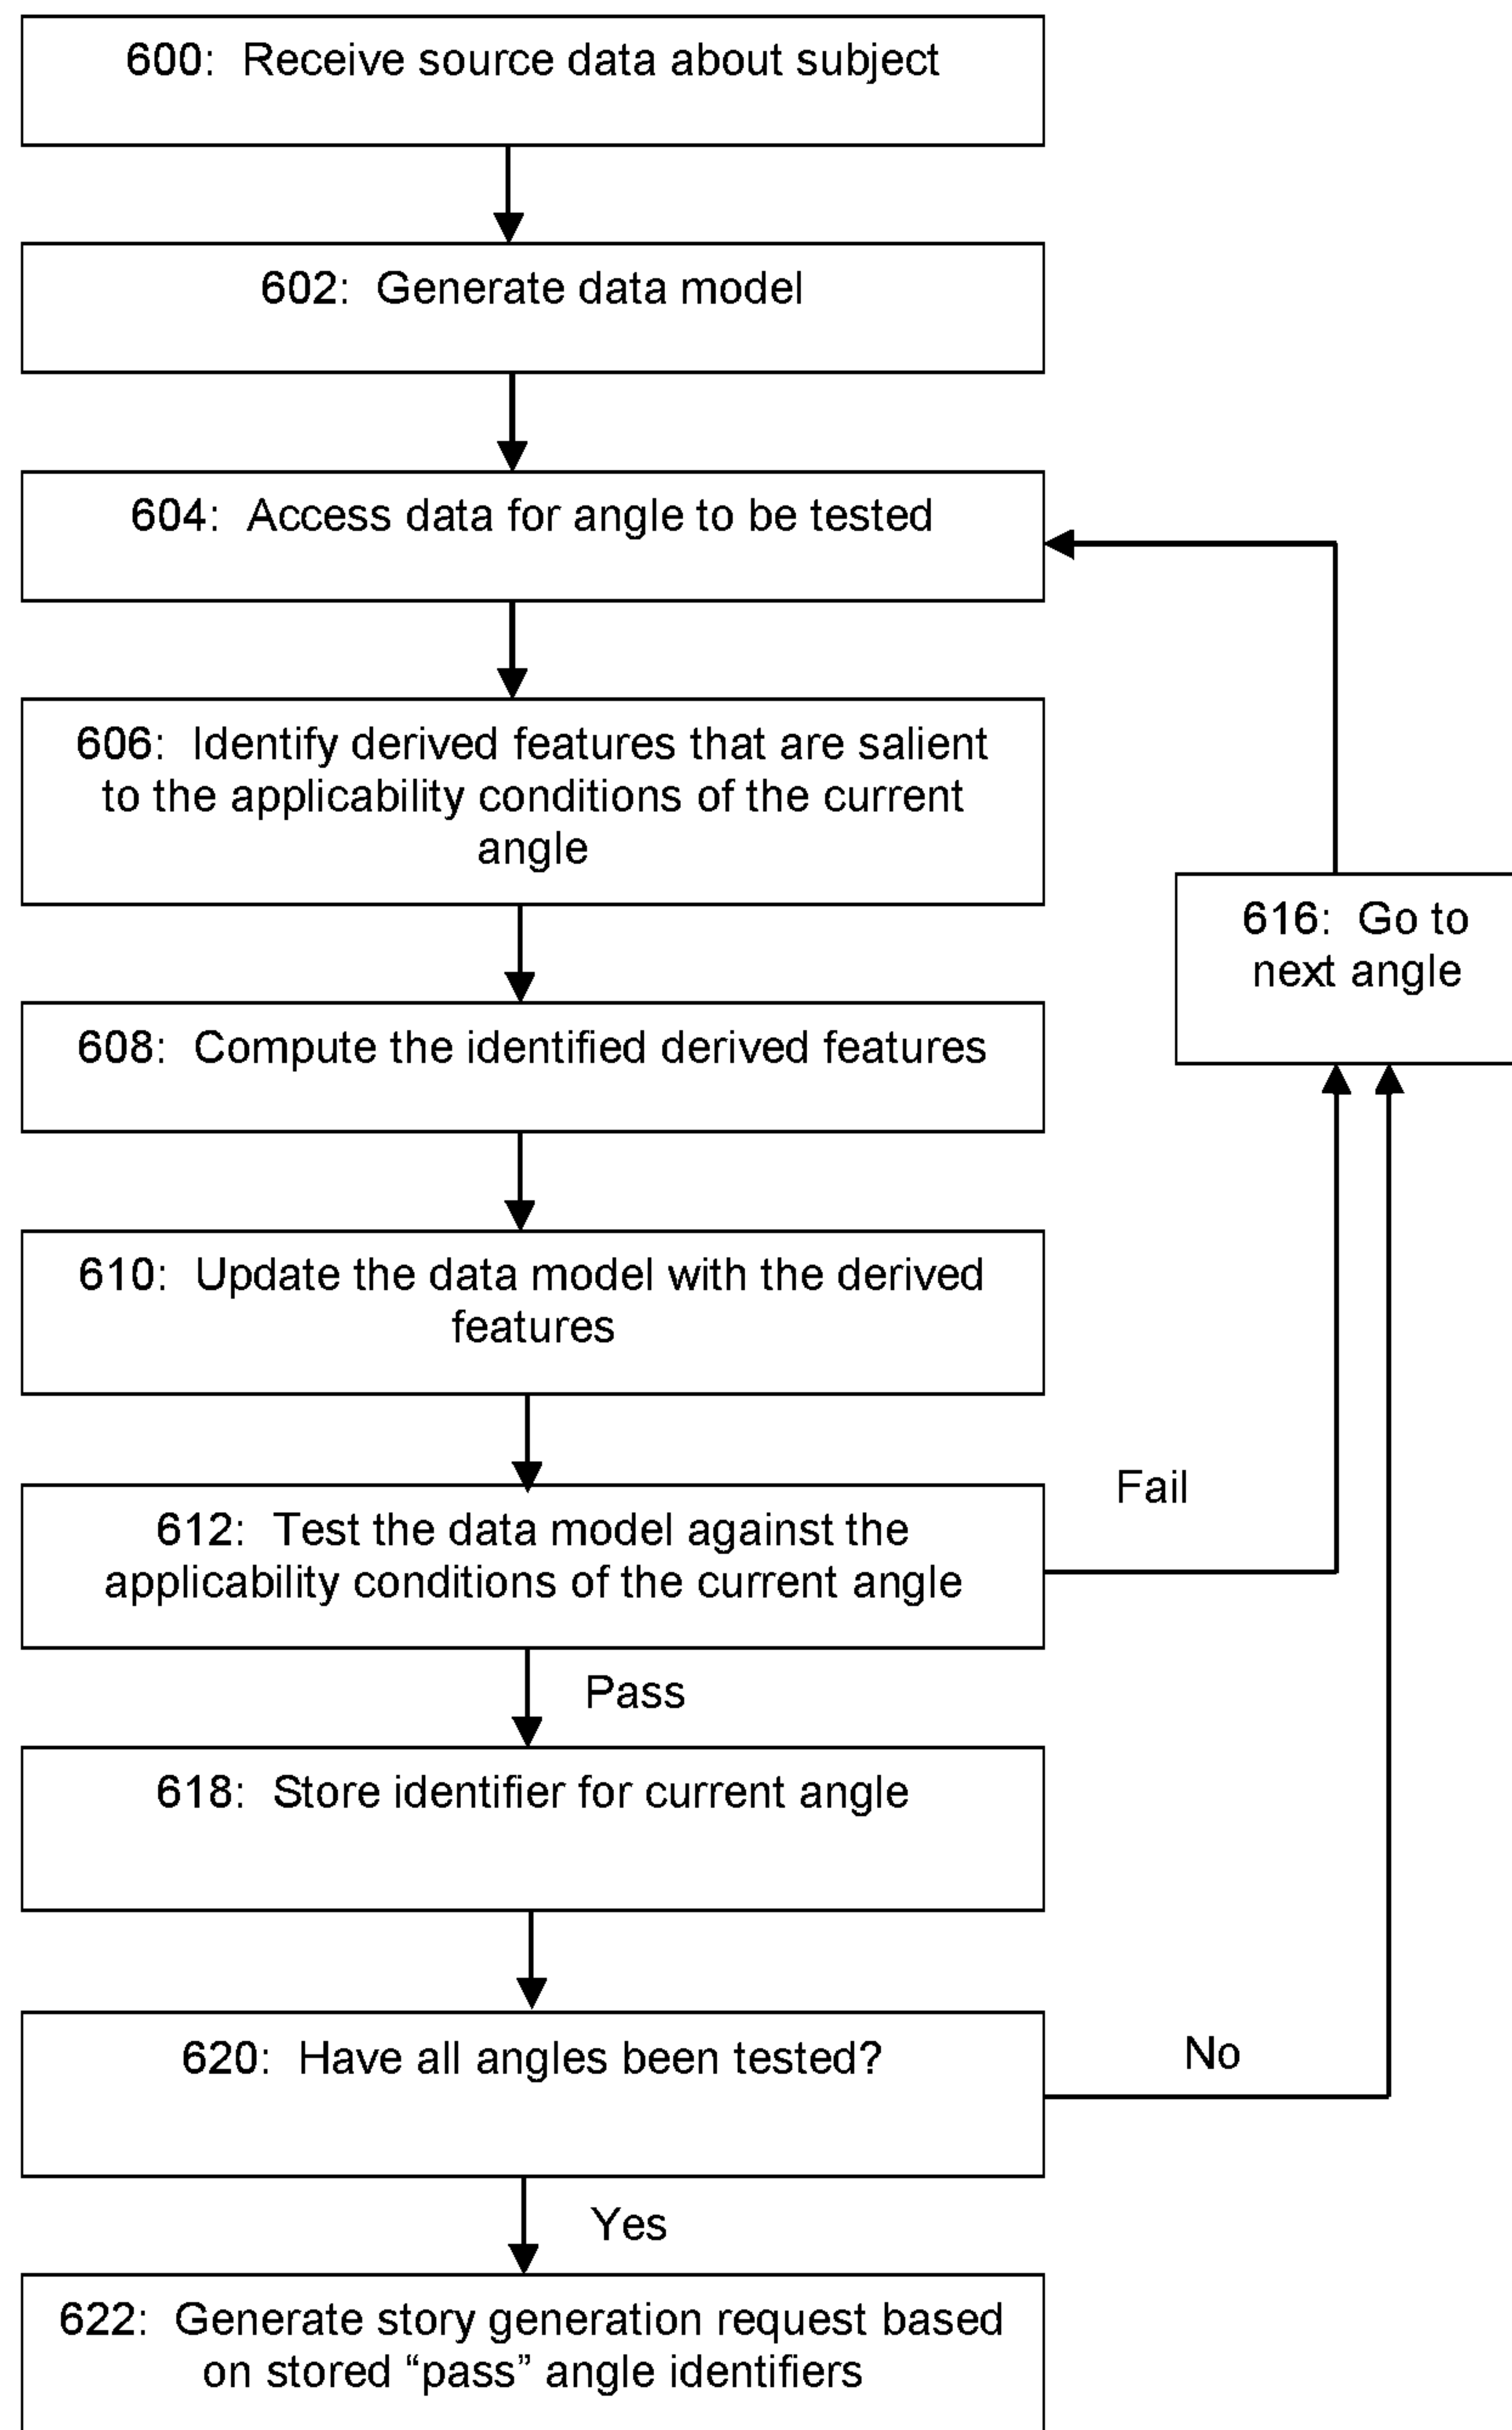 600: Receive source data about subject
602: Generate data model
604: Access data for angle to be tested
606: Identify derived features that are salient
to the applicability conditions of the current
angle
616: Go to
next angle
608: Compute the identified derived features
610: Update the data model with the derived
features
Fail
612: Test the data model against the
applicability conditions of the current angle
Pass
618: Store identifier for current angle
620: Have all angles been tested?
No
Yes
622: Generate story generation request based
on stored “pass” angle identifiers